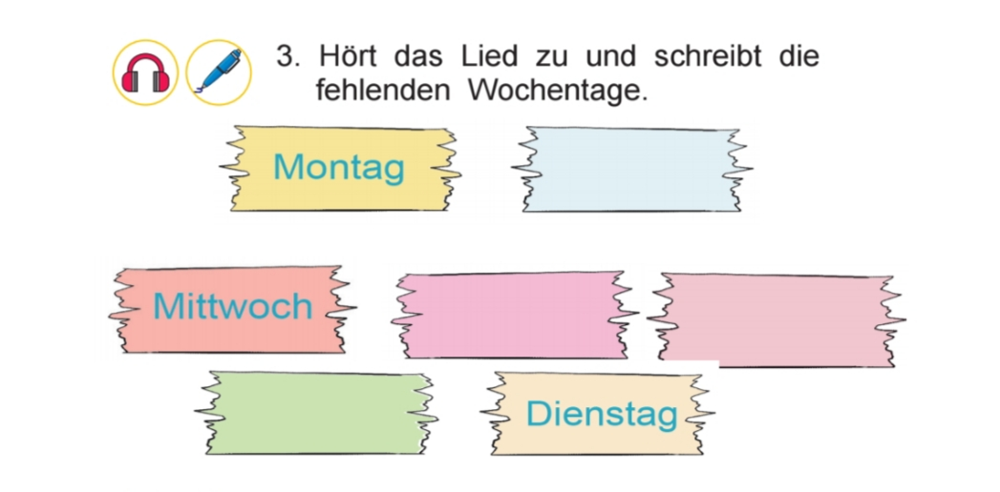 3. Hört das Lied zu und schreibt die
fehlenden Wochentage.
Montag
Mittwoch
Dienstag